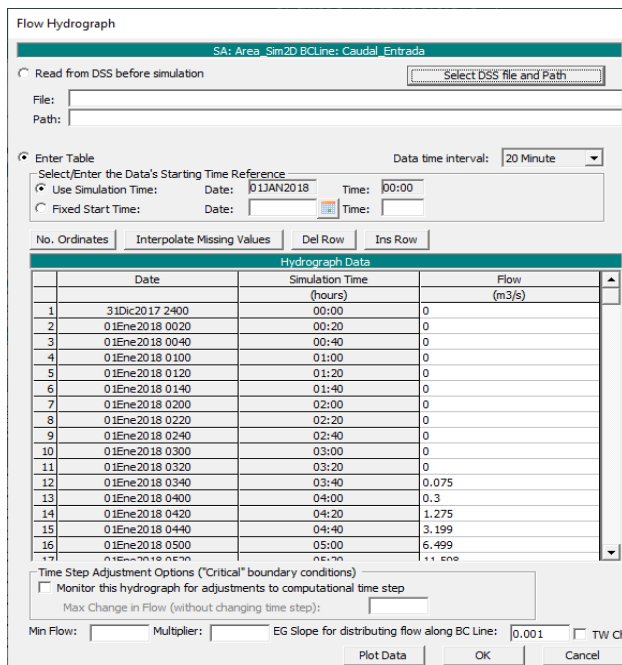 Flow Hydrograph
SA: Area_Sim2D BCLine: Caudal_Entrada
Read from DSS before simulation
Select DSS file and Path
File:
Path:
Enter Table
Data time interval: 20 Minute
Select/Enter the Data's Starting Time Reference
Use Simulation Time: Date: 01JAN2018 Time: 00:00
Fixed Start Time: Date: Time:
No. Ordinates Interpolate Missing Values Del Row Ins Row
Hydrograph Data
Date Simulation Time Flow
(hours) (m3/s)
1 31Dic2017 2400 00:00 0
2 01Ene2018 0020 00:20 0
3 01Ene2018 0040 00:40 0
4 01Ene2018 0100 01:00 0
5 01Ene2018 0120 01:20 0
6 01Ene2018 0140 01:40 0
7 01Ene2018 0200 02:00 0
8 01Ene2018 0220 02:20 0
9 01Ene2018 0240 02:40 0
10 01Ene2018 0300 03:00 0
11 01Ene2018 0320 03:20 0
12 01Ene2018 0340 03:40 0.075
13 01Ene2018 0400 04:00 0.3
14 01Ene2018 0420 04:20 1.275
15 01Ene2018 0440 04:40 3.199
16 01Ene2018 0500 05:00 6.499
17 01Ene2018 0520 05:20 11.598
Time Step Adjustment Options ("Critical" boundary conditions)
Monitor this hydrograph for adjustments to computational time step
Max Change in Flow (without changing time step):
Min Flow: Multiplier: EG Slope for distributing flow along BC Line: 0.001 TW
Plot Data OK Cancel